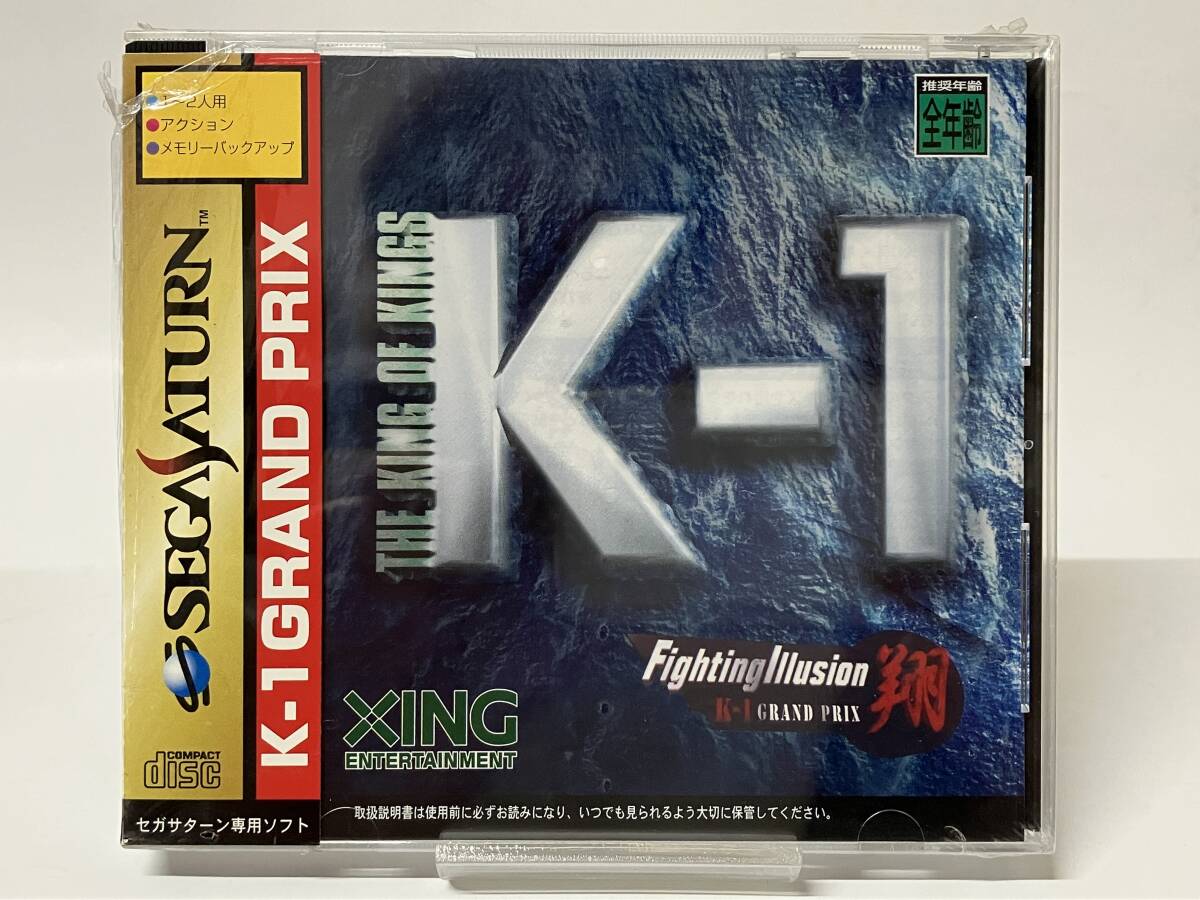 1～2人用
アクション
メモリーバックアップ
SEGA SATURN™
COMPACT
disc
セガサターン専用ソフト
K-1 GRAND PRIX
推奨年齢
全年齢
THE KING OF KINGS
K-1
Fighting Illusion
K-1 GRAND PRIX
翔
XING
ENTERTAINMENT
取扱説明書は使用前に必ずお読みになり、いつでも見られるよう大切に保管してください。